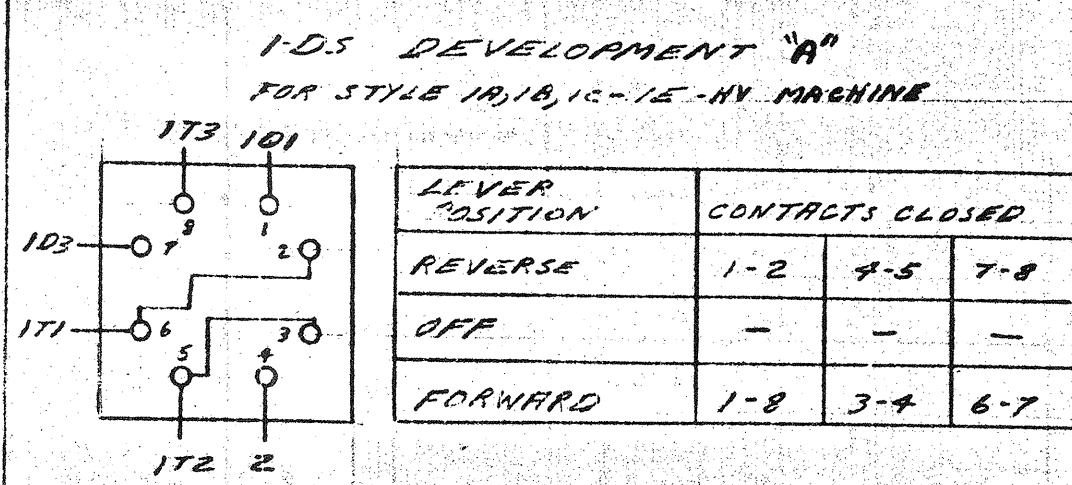 1-DS DEVELOPMENT "A"
FOR STYLE 1A, 1B, 1C-1E-HV MACHINE
1T3 1D1
8 1
1D3 7 2
1T1 6 3
5 4
1T2 2
LEVER POSITION CONTACTS CLOSED
REVERSE 1-2 4-5 7-8
OFF - - -
FORWARD 1-8 3-4 6-7